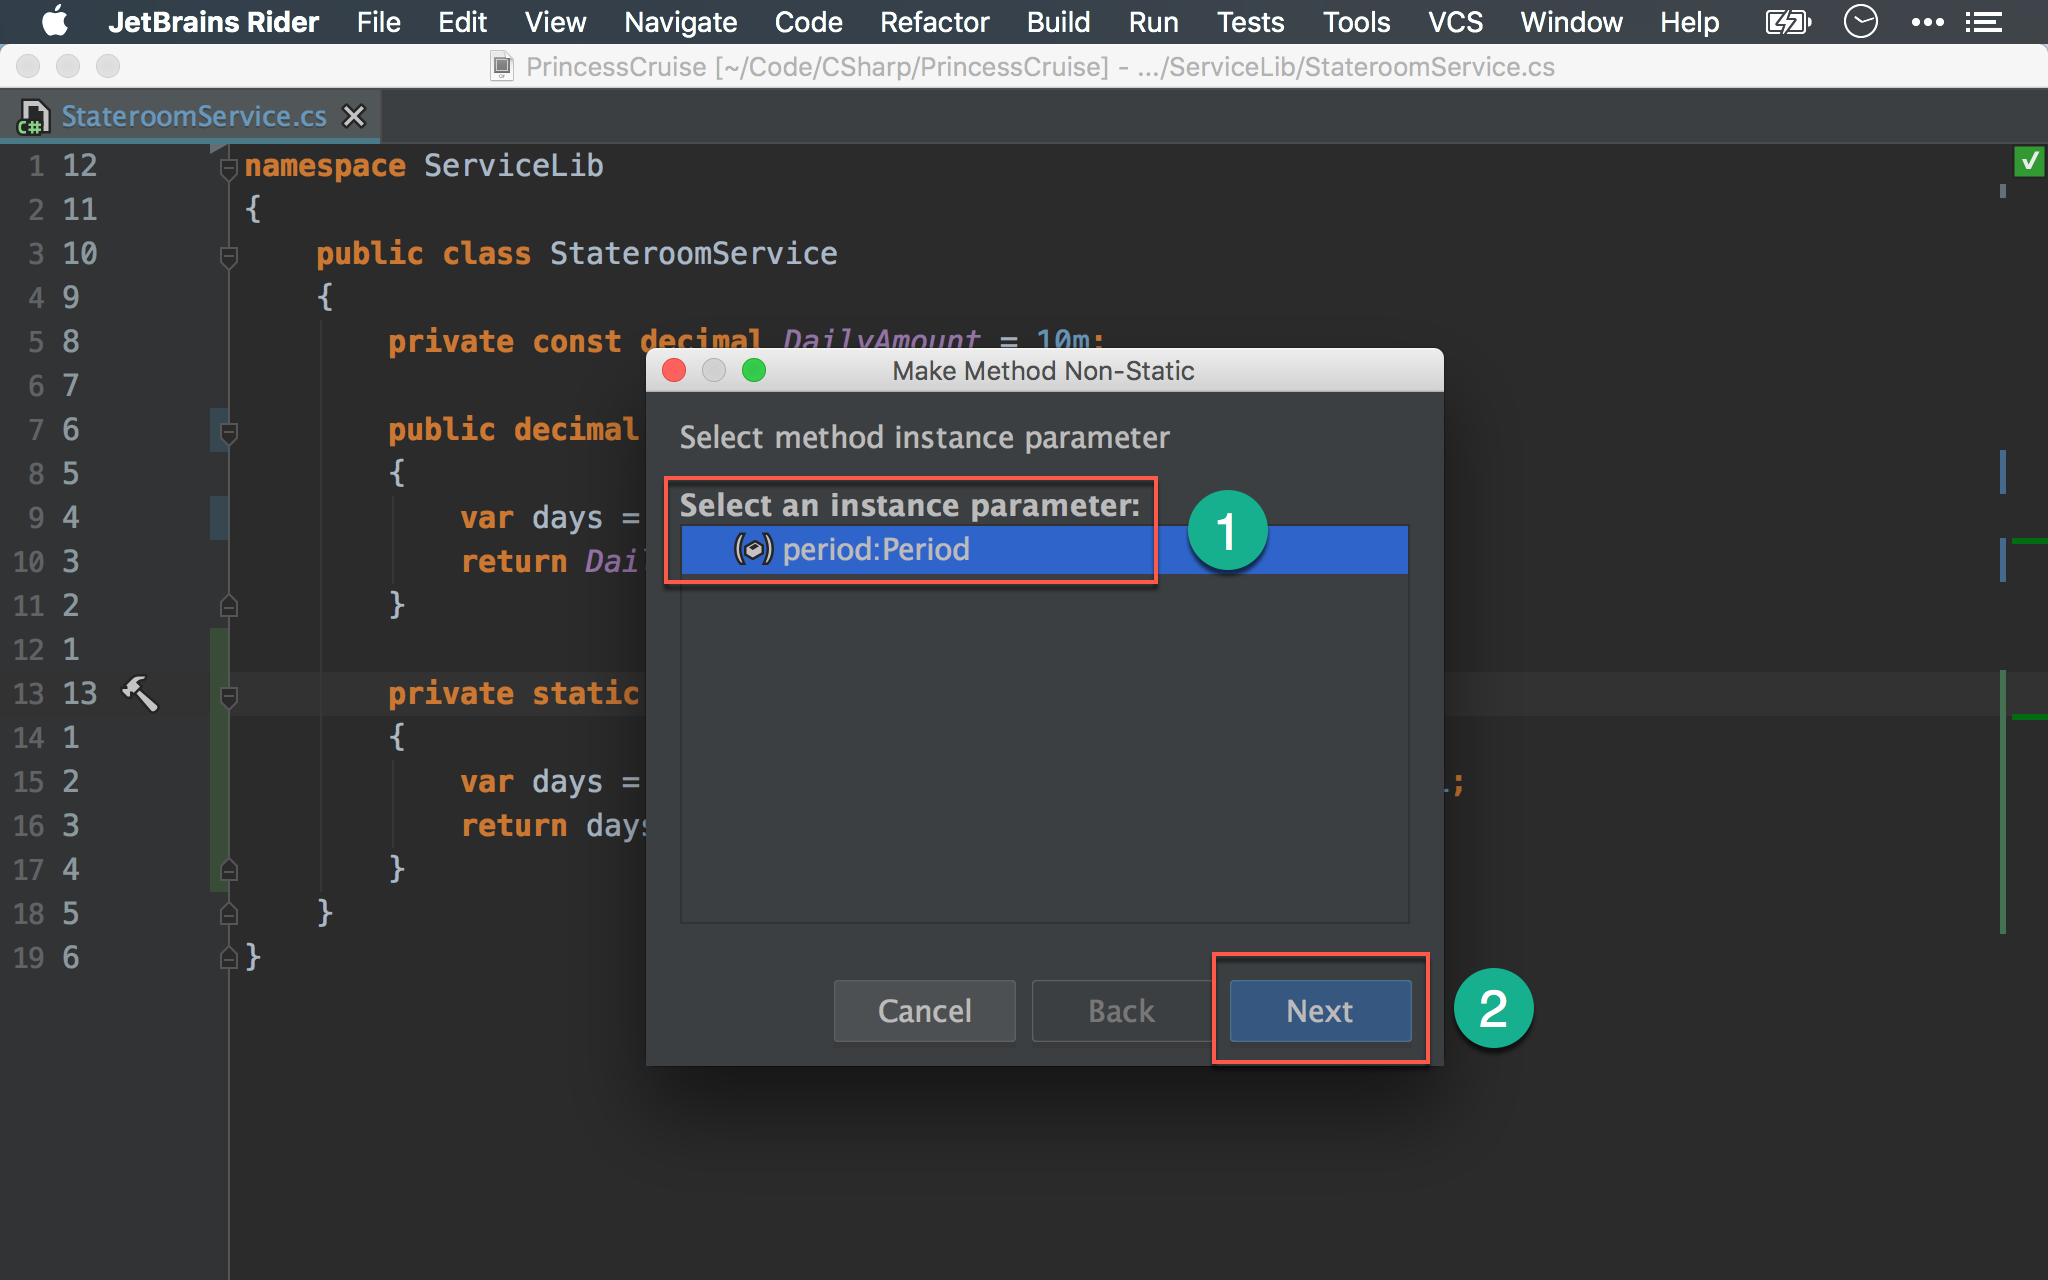 JetBrains Rider File Edit View Navigate Code Refactor Build Run Tests Tools VCS Window Help
PrincessCruise [~/Code/CSharp/PrincessCruise] - .../ServiceLib/StateroomService.cs
C# StateroomService.cs
1 12 namespace ServiceLib
2 11 {
3 10 public class StateroomService
4 9 {
5 8 private const decimal DailyAmount = 10m;
6 7
7 6 public decimal
8 5 {
9 4 var days =
10 3 return Dai
11 2 }
12 1
13 13 private static
14 1 {
15 2 var days = ;
16 3 return days
17 4 }
18 5 }
19 6 }
Make Method Non-Static
Select method instance parameter
Select an instance parameter:
1
period:Period
Cancel Back Next
2